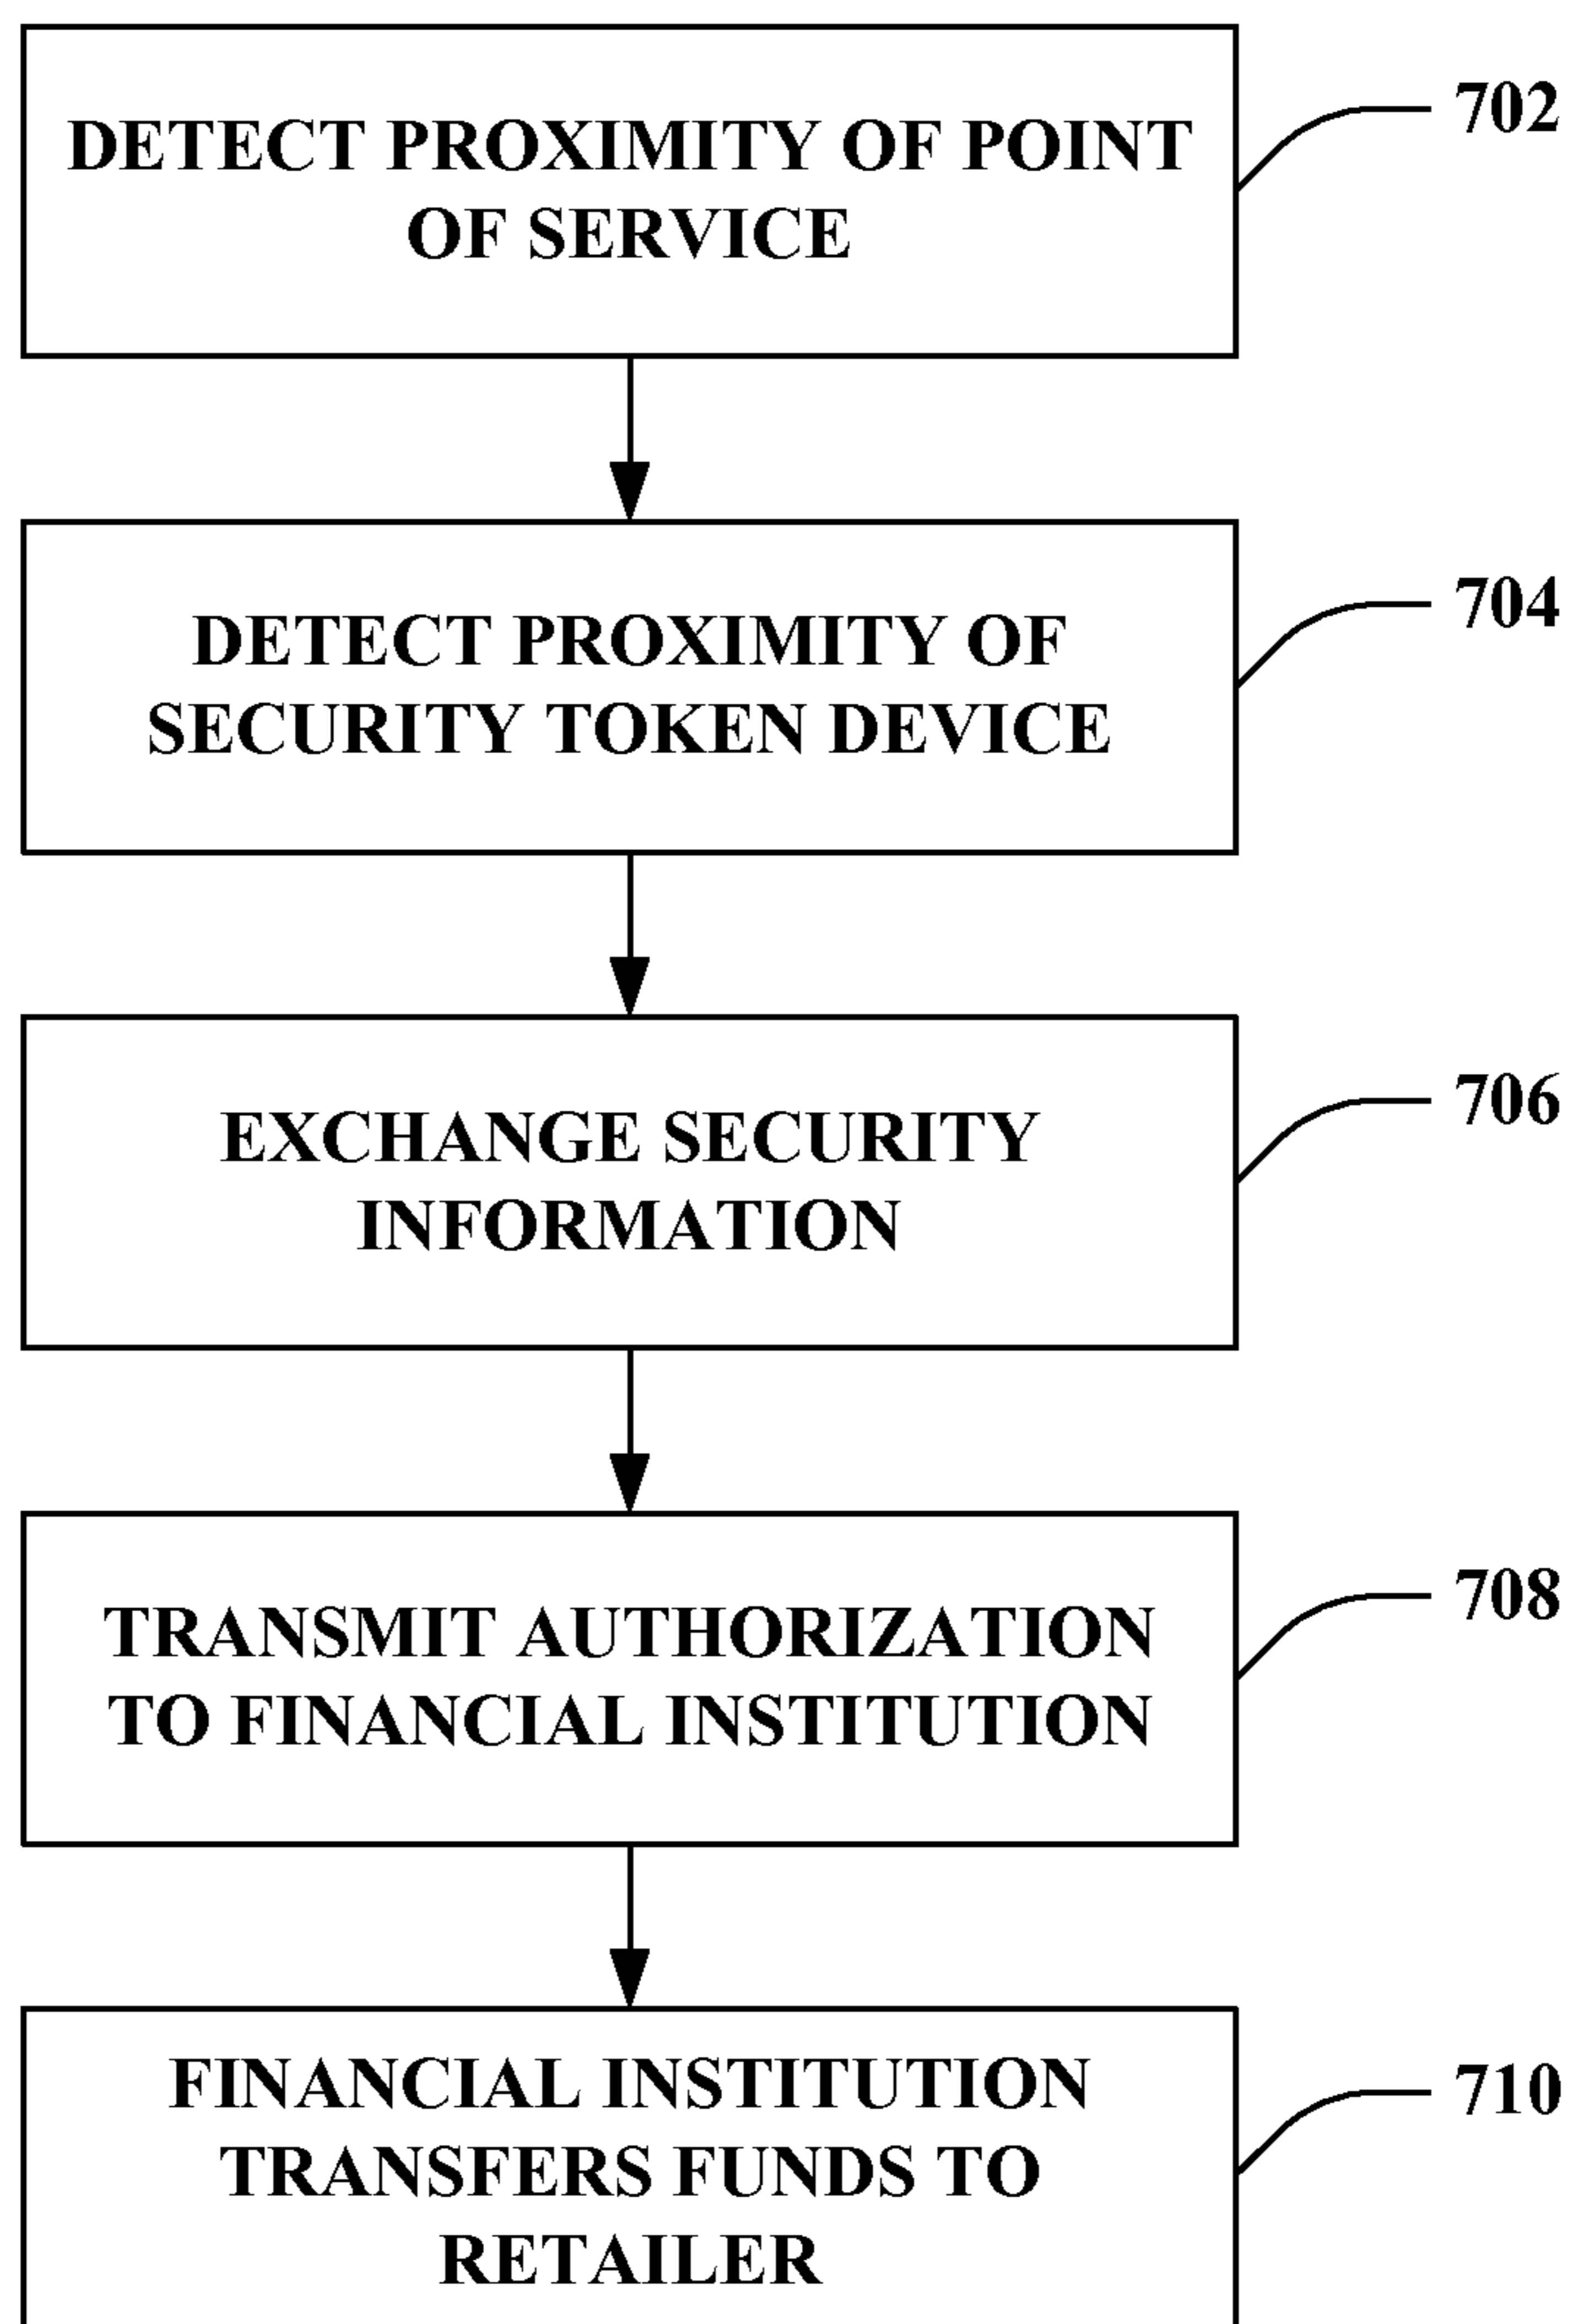 DETECT PROXIMITY OF POINT
OF SERVICE
702
DETECT PROXIMITY OF
SECURITY TOKEN DEVICE
704
EXCHANGE SECURITY
INFORMATION
706
TRANSMIT AUTHORIZATION
TO FINANCIAL INSTITUTION
708
FINANCIAL INSTITUTION
TRANSFERS FUNDS TO
RETAILER
710